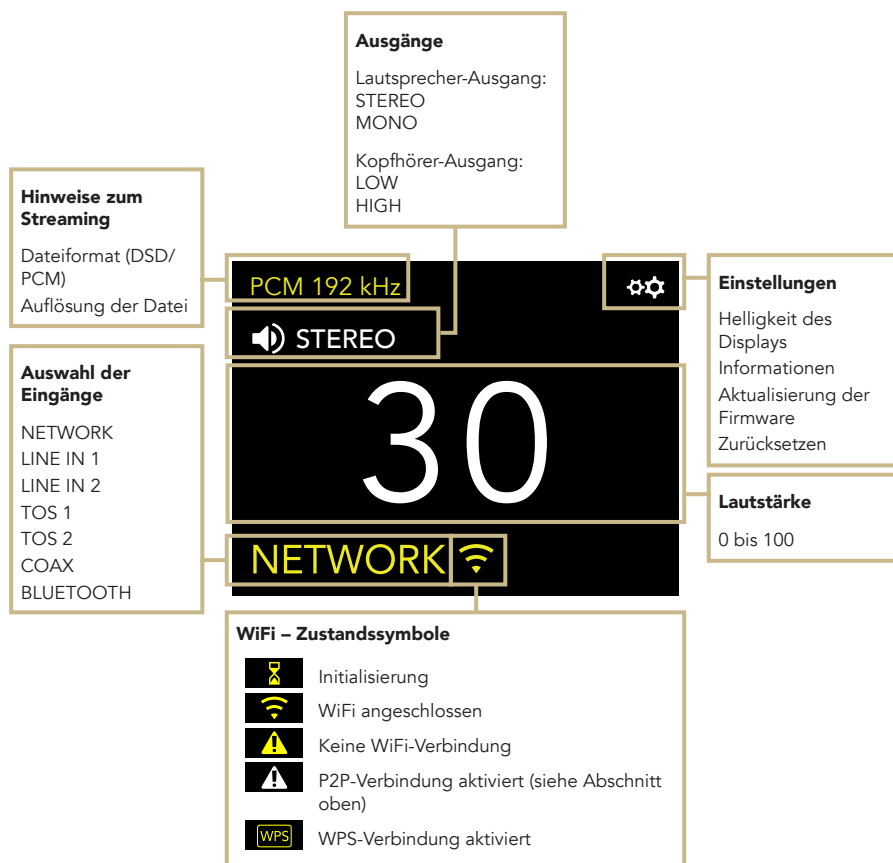 Ausgänge
Lautsprecher-Ausgang:
STEREO
MONO
Kopfhörer-Ausgang:
LOW
HIGH
Hinweise zum
Streaming
Dateiformat (DSD/
PCM)
Auflösung der Datei
PCM 192 kHz
STEREO
30
NETWORK
Einstellungen
Helligkeit des
Displays
Informationen
Aktualisierung der
Firmware
Zurücksetzen
Auswahl der
Eingänge
NETWORK
LINE IN 1
LINE IN 2
TOS 1
TOS 2
COAX
BLUETOOTH
Lautstärke
0 bis 100
WiFi – Zustandssymbole
Initialisierung
WiFi angeschlossen
Keine WiFi-Verbindung
P2P-Verbindung aktiviert (siehe Abschnitt
oben)
WPS WPS-Verbindung aktiviert